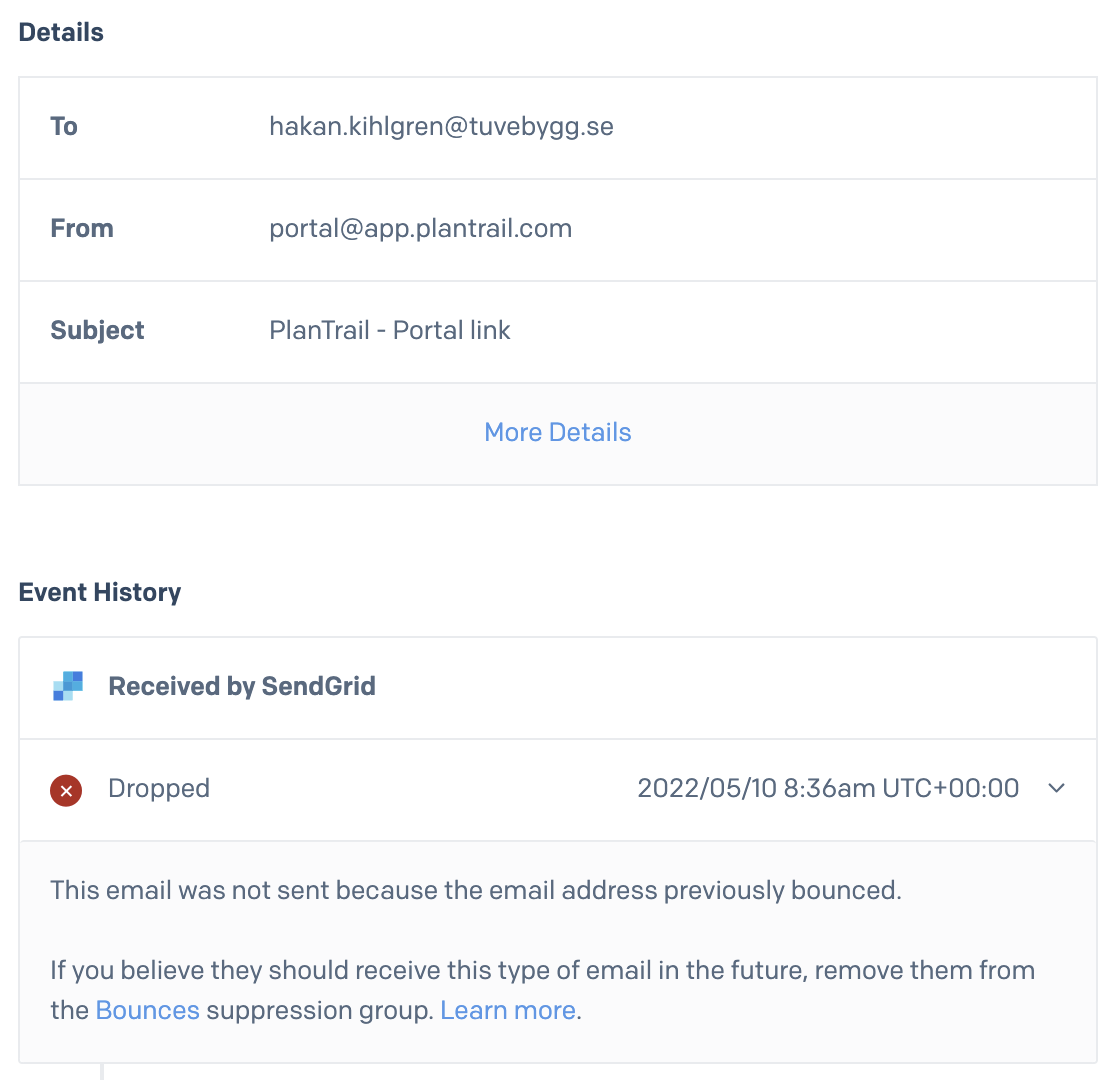 Details
To hakan.kihlgren@tuvebygg.se
From portal@app.plantrail.com
Subject PlanTrail - Portal link
More Details
Event History
Received by SendGrid
Dropped 2022/05/10 8:36am UTC+00:00
This email was not sent because the email address previously bounced.
If you believe they should receive this type of email in the future, remove them from
the Bounces suppression group. Learn more.